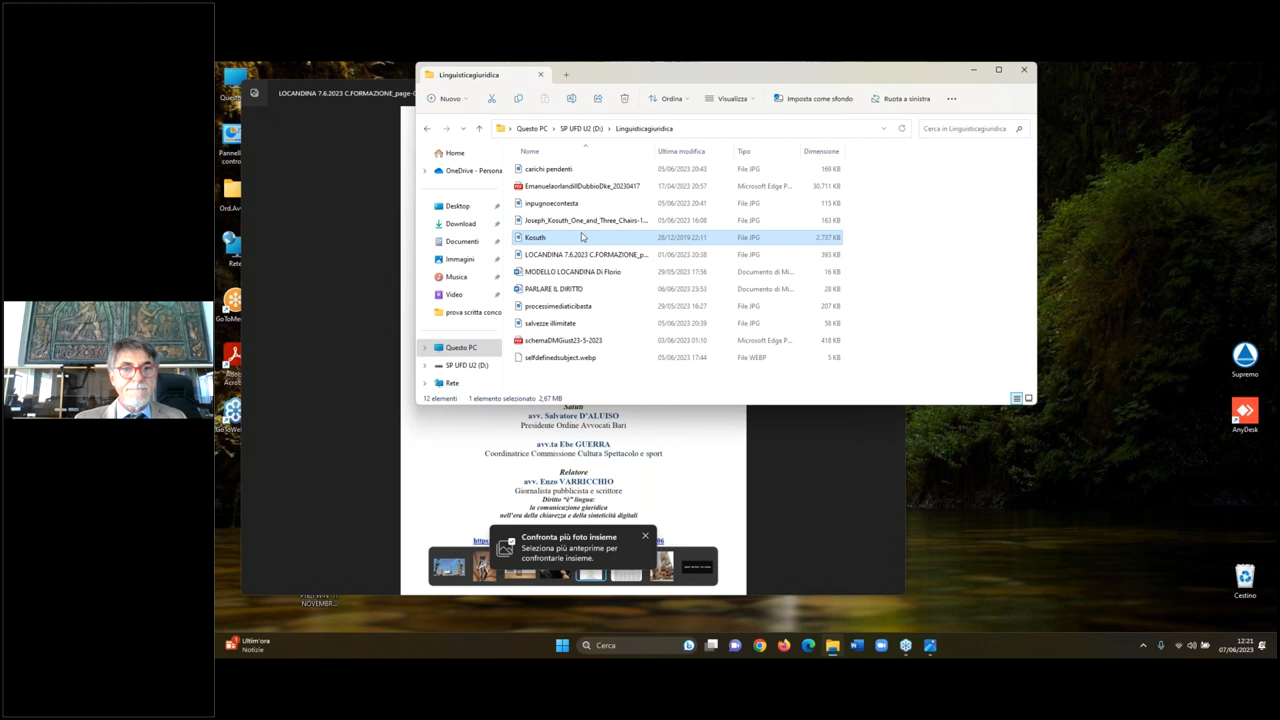 Linguisticagiuridica
LOCANDINA 7.6.2023 C.FORMAZIONE_page-
Nuovo
Ordina
Visualizza
Imposta come sfondo
Ruota a sinistra
Questo PC > SP UFD U2 (D:) > Linguisticagiuridica
Cerca in Linguisticagiuridica
Nome
Ultima modifica
Tipo
Dimensione
Home
OneDrive - Persona
Desktop
Download
Documenti
Immagini
Musica
Video
prova scritta conco
Questo PC
SP UFD U2 (D:)
Rete
carichi pendenti 05/06/2023 20:43 File JPG 169 KB
EmanuelaorlandiIlDubbioDke_20230417 17/04/2023 20:57 Microsoft Edge P... 30.711 KB
inpugnoecontesta 05/06/2023 20:41 File JPG 115 KB
Joseph_Kosuth_One_and_Three_Chairs-1... 05/06/2023 16:08 File JPG 163 KB
Kosuth 28/12/2019 22:11 File JPG 2.737 KB
LOCANDINA 7.6.2023 C.FORMAZIONE_p... 01/06/2023 20:38 File JPG 393 KB
MODELLO LOCANDINA Di Florio 29/05/2023 17:56 Documento di Mi... 16 KB
PARLARE IL DIRITTO 06/06/2023 23:53 Documento di Mi... 28 KB
processimediaticibasta 29/05/2023 16:27 File JPG 207 KB
salvezze illimitate 05/06/2023 20:39 File JPG 58 KB
schemaDMGiust23-5-2023 03/06/2023 01:10 Microsoft Edge P... 418 KB
selfdefinedsubject.webp 05/06/2023 17:44 File WEBP 5 KB
12 elementi 1 elemento selezionato 2,67 MB
Saluti
avv. Salvatore D'ALUISO
Presidente Ordine Avvocati Bari
avv.ta Ebe GUERRA
Coordinatrice Commissione Cultura Spettacolo e sport
Relatore
avv. Enzo VARRICCHIO
Giornalista pubblicista e scrittore
Diritto "è" lingua:
la comunicazione giuridica
nell'era della chiarezza e della sinteticità digitali
Confronta più foto insieme
Seleziona più anteprime per
confrontarle insieme.
Supremo
AnyDesk
Cestino
NOVEMBR...
Ultim'ora
Notizie
Cerca
12:21
07/06/2023